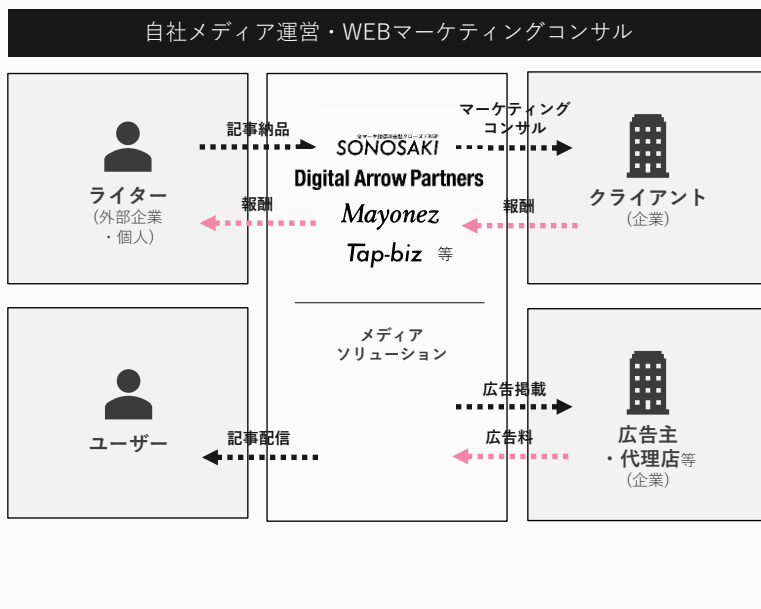 自社メディア運営・WEBマーケティングコンサル
記事納品
ライター
(外部企業
・個人)
報酬
SONOSAKI
Digital Arrow Partners
Mayonez
Tap-biz 等
マーケティング
コンサル
報酬
クライアント
(企業)
メディア
ソリューション
ユーザー
記事配信
広告掲載
広告料
広告主
・代理店等
(企業)